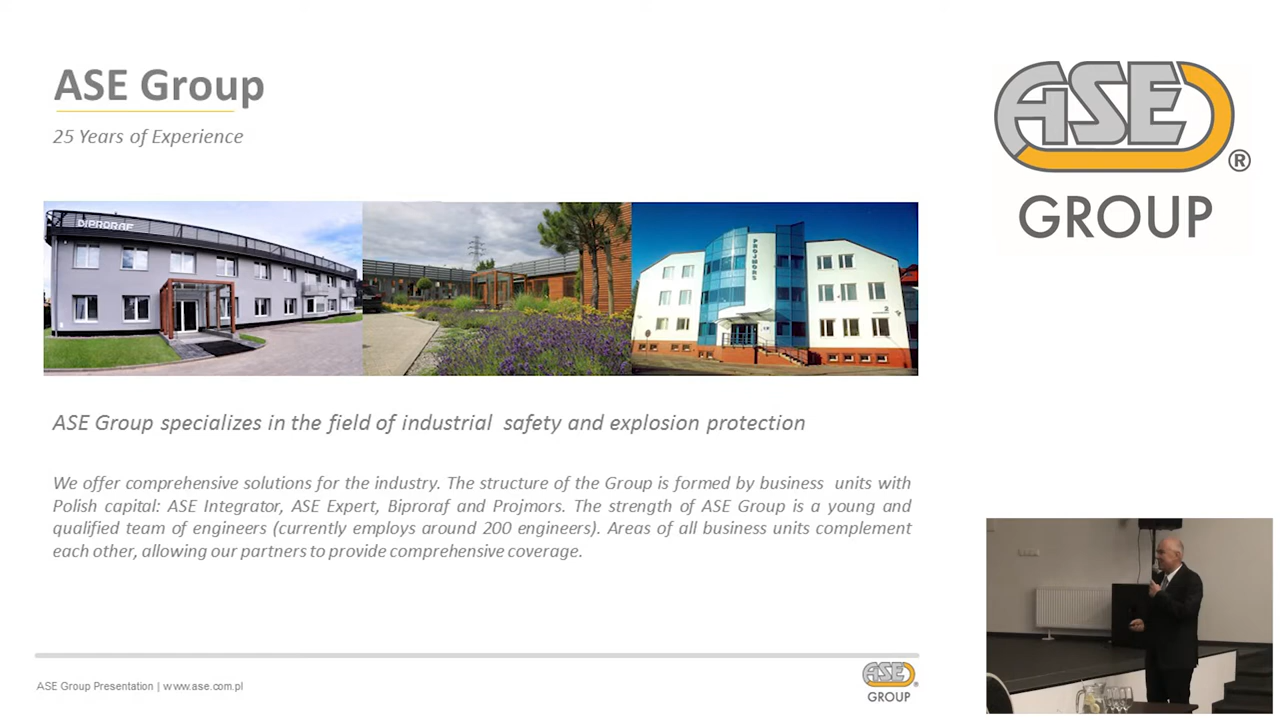 ASE Group
25 Years of Experience
ASE
®
GROUP
BIPRORAF
PROJMORS
2
ASE Group specializes in the field of industrial safety and explosion protection
We offer comprehensive solutions for the industry. The structure of the Group is formed by business units with
Polish capital: ASE Integrator, ASE Expert, Biproraf and Projmors. The strength of ASE Group is a young and
qualified team of engineers (currently employs around 200 engineers). Areas of all business units complement
each other, allowing our partners to provide comprehensive coverage.
ASE Group Presentation | www.ase.com.pl
ASE
®
GROUP